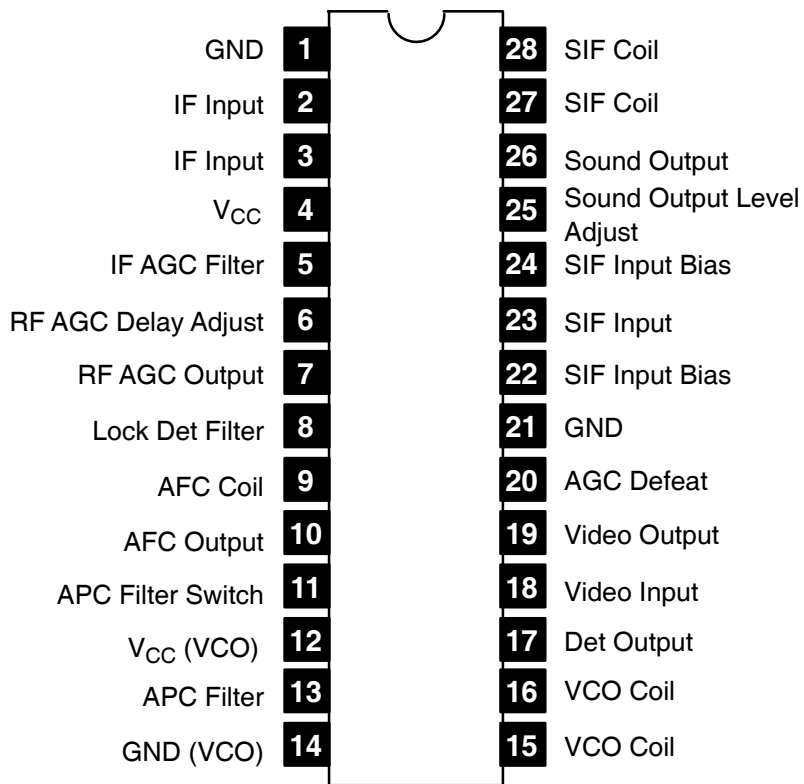 GND 1 28 SIF Coil
IF Input 2 27 SIF Coil
IF Input 3 26 Sound Output
VCC 4 25 Sound Output Level
Adjust
IF AGC Filter 5 24 SIF Input Bias
RF AGC Delay Adjust 6 23 SIF Input
RF AGC Output 7 22 SIF Input Bias
Lock Det Filter 8 21 GND
AFC Coil 9 20 AGC Defeat
AFC Output 10 19 Video Output
APC Filter Switch 11 18 Video Input
VCC (VCO) 12 17 Det Output
APC Filter 13 16 VCO Coil
GND (VCO) 14 15 VCO Coil